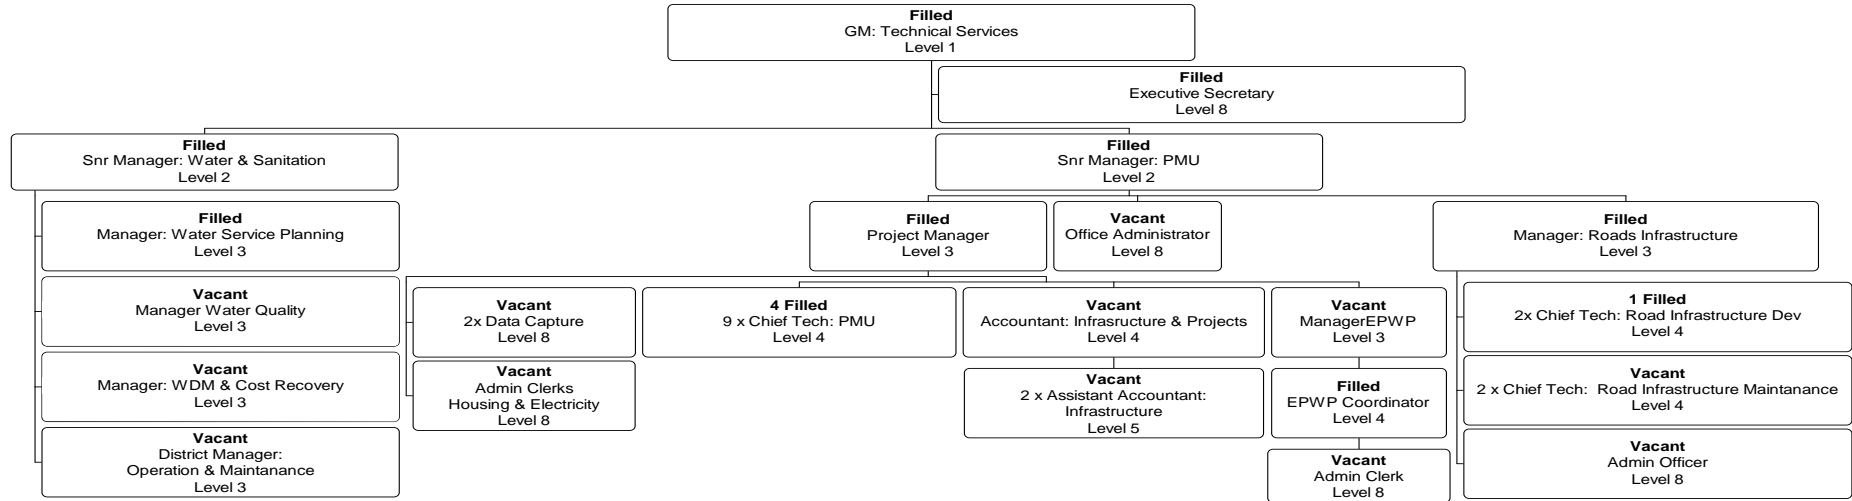 Filled
GM: Technical Services
Level 1
Filled
Executive Secretary
Level 8
Filled
Snr Manager: Water & Sanitation
Level 2
Filled
Snr Manager: PMU
Level 2
Filled
Manager: Water Service Planning
Level 3
Vacant
Manager Water Quality
Level 3
Vacant
Manager: WDM & Cost Recovery
Level 3
Vacant
District Manager:
Operation & Maintanance
Level 3
Filled
Project Manager
Level 3
Vacant
Office Administrator
Level 8
Filled
Manager: Roads Infrastructure
Level 3
Vacant
2x Data Capture
Level 8
Vacant
Admin Clerks
Housing & Electricity
Level 8
4 Filled
9 x Chief Tech: PMU
Level 4
Vacant
Accountant: Infrasructure & Projects
Level 4
Vacant
2 x Assistant Accountant:
Infrastructure
Level 5
Vacant
ManagerEPWP
Level 3
Filled
EPWP Coordinator
Level 4
Vacant
Admin Clerk
Level 8
1 Filled
2x Chief Tech: Road Infrastructure Dev
Level 4
Vacant
2 x Chief Tech: Road Infrastructure Maintanance
Level 4
Vacant
Admin Officer
Level 8